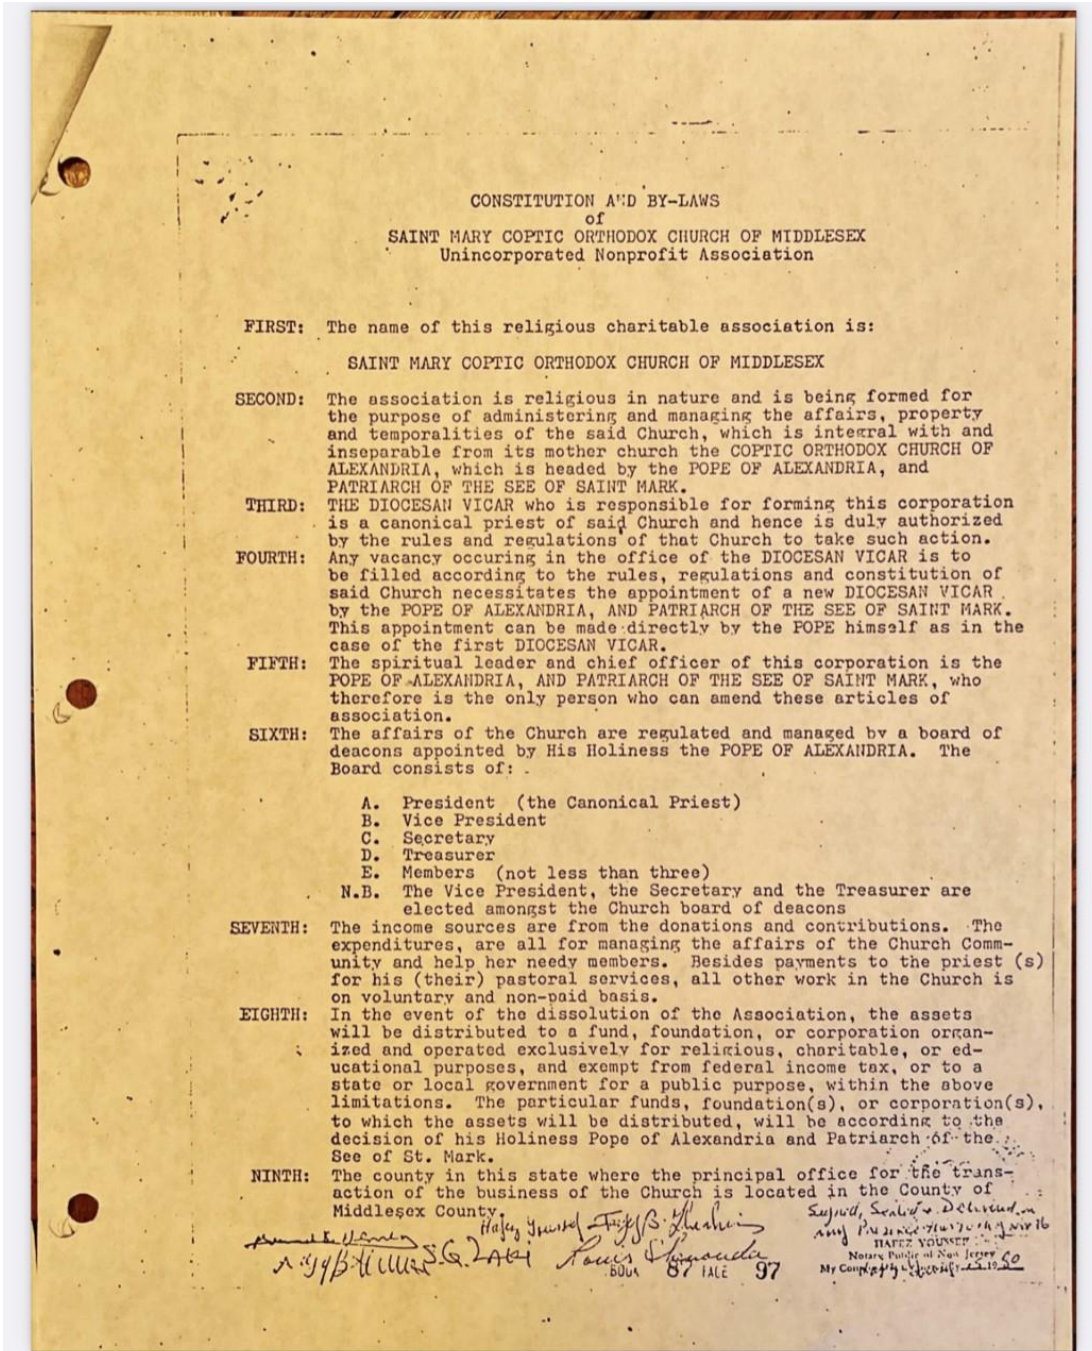 CONSTITUTION AND BY-LAWS
of
SAINT MARY COPTIC ORTHODOX CHURCH OF MIDDLESEX
Unincorporated Nonprofit Association
FIRST: The name of this religious charitable association is:
SAINT MARY COPTIC ORTHODOX CHURCH OF MIDDLESEX
SECOND: The association is religious in nature and is being formed for
the purpose of administering and managing the affairs, property
and temporalities of the said Church, which is integral with and
inseparable from its mother church the COPTIC ORTHODOX CHURCH OF
ALEXANDRIA, which is headed by the POPE OF ALEXANDRIA, and
PATRIARCH OF THE SEE OF SAINT MARK.
THIRD: THE DIOCESAN VICAR who is responsible for forming this corporation
is a canonical priest of said Church and hence is duly authorized
by the rules and regulations of that Church to take such action.
FOURTH: Any vacancy occuring in the office of the DIOCESAN VICAR is to
be filled according to the rules, regulations and constitution of
said Church necessitates the appointment of a new DIOCESAN VICAR
by the POPE OF ALEXANDRIA, AND PATRIARCH OF THE SEE OF SAINT MARK.
This appointment can be made directly by the POPE himself as in the
case of the first DIOCESAN VICAR.
FIFTH: The spiritual leader and chief officer of this corporation is the
POPE OF ALEXANDRIA, AND PATRIARCH OF THE SEE OF SAINT MARK, who
therefore is the only person who can amend these articles of
association.
SIXTH: The affairs of the Church are regulated and managed by a board of
deacons appointed by His Holiness the POPE OF ALEXANDRIA. The
Board consists of:
A. President (the Canonical Priest)
B. Vice President
C. Secretary
D. Treasurer
E. Members (not less than three)
N.B. The Vice President, the Secretary and the Treasurer are
elected amongst the Church board of deacons
SEVENTH: The income sources are from the donations and contributions. The
expenditures, are all for managing the affairs of the Church Comm-
unity and help her needy members. Besides payments to the priest (s)
for his (their) pastoral services, all other work in the Church is
on voluntary and non-paid basis.
EIGHTH: In the event of the dissolution of the Association, the assets
will be distributed to a fund, foundation, or corporation organ-
ized and operated exclusively for religious, charitable, or ed-
ucational purposes, and exempt from federal income tax, or to a
state or local government for a public purpose, within the above
limitations. The particular funds, foundation(s), or corporation(s),
to which the assets will be distributed, will be according to the
decision of his Holiness Pope of Alexandria and Patriarch of the
See of St. Mark.
NINTH: The county in this state where the principal office for the trans-
action of the business of the Church is located in the County of
Middlesex County.
Hafez Youssef
Signed, Sealed & Delivered in
my Presence
HAFEZ YOUSSEF
Notary Public of New Jersey
S.Q. ZAKI Louis Shenouda
My
BOOK 87 PAGE 97